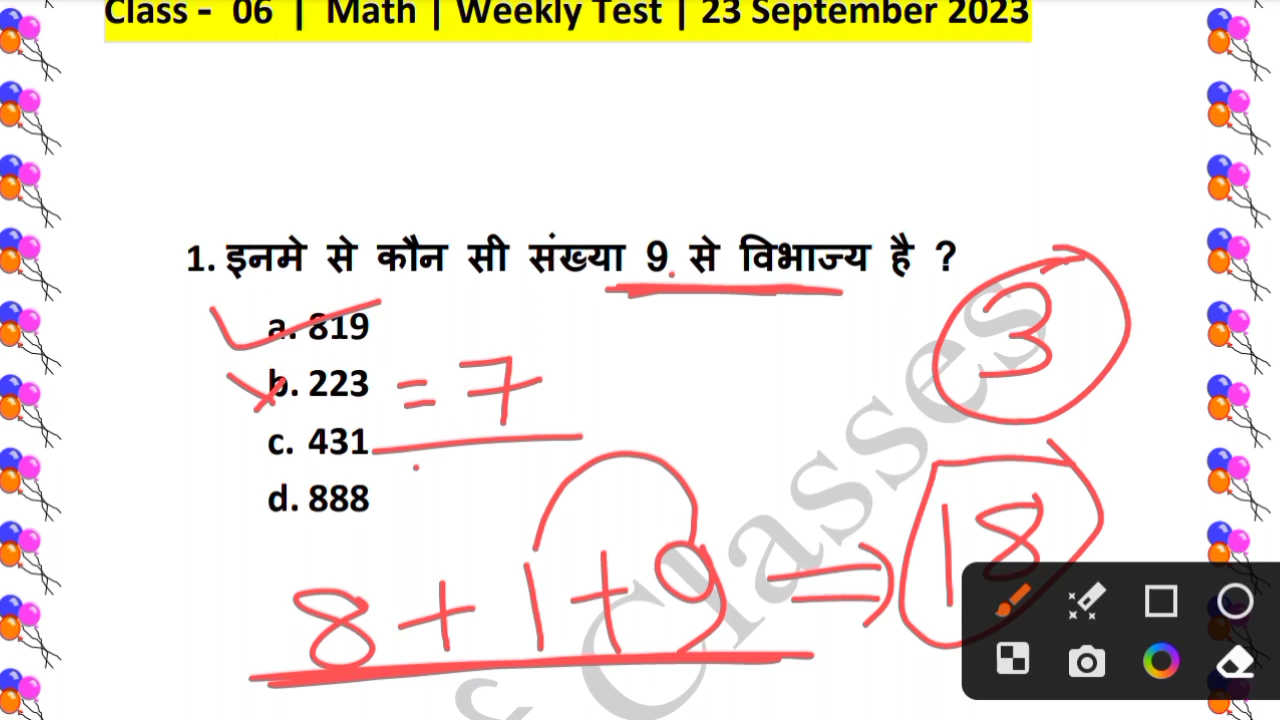 Class - 06 | Math | Weekly Test | 23 September 2023
1. इनमे से कौन सी संख्या 9 से विभाज्य है ?
a. 819
b. 223 = 7
c. 431
d. 888
3
8 + 1 + 9 ⇒ 18
Classes